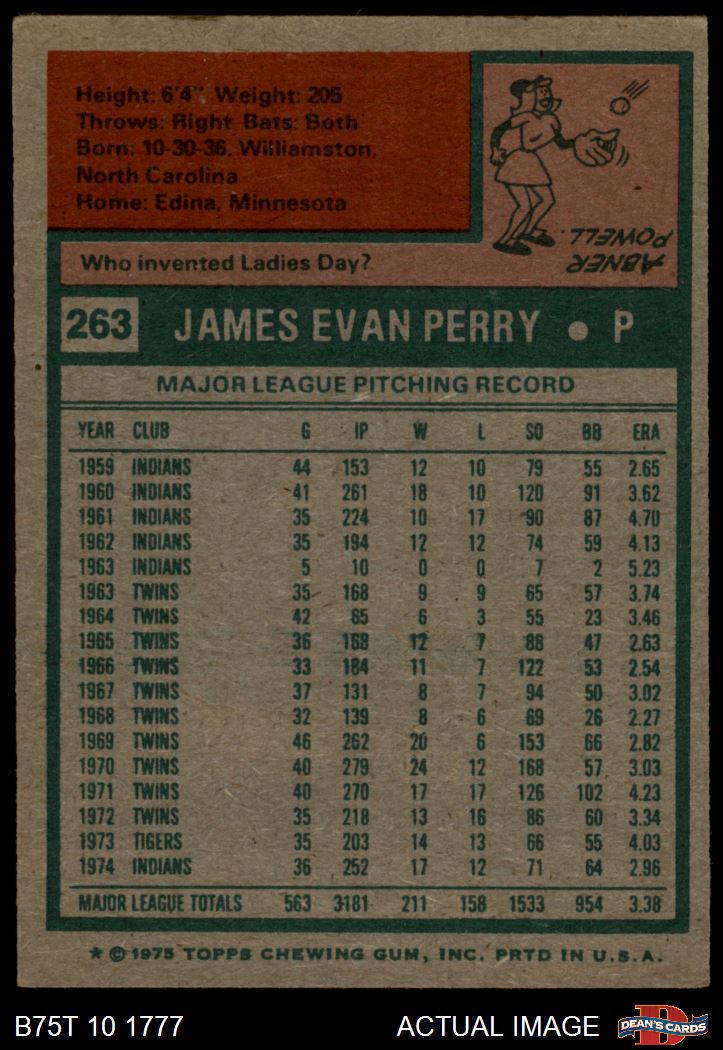 Height: 6'4" Weight: 205
Throws: Right Bats: Both
Born: 10-30-36, Williamston,
North Carolina
Home: Edina, Minnesota
ABNER
POWELL.
Who invented Ladies Day?
263 JAMES EVAN PERRY • P
MAJOR LEAGUE PITCHING RECORD
YEAR CLUB G IP W L SO BB ERA
1959 INDIANS 44 153 12 10 79 55 2.65
1960 INDIANS 41 261 18 10 120 91 3.62
1961 INDIANS 35 224 10 17 90 87 4.70
1962 INDIANS 35 194 12 12 74 59 4.13
1963 INDIANS 5 10 0 0 7 2 5.23
1963 TWINS 35 168 9 9 65 57 3.74
1964 TWINS 42 65 6 3 55 23 3.46
1965 TWINS 36 168 12 7 88 47 2.63
1966 TWINS 33 184 11 7 122 53 2.54
1967 TWINS 37 131 8 7 94 50 3.02
1968 TWINS 32 139 8 6 69 26 2.27
1969 TWINS 46 262 20 6 153 66 2.82
1970 TWINS 40 279 24 12 168 57 3.03
1971 TWINS 40 270 17 17 126 102 4.23
1972 TWINS 35 218 13 16 86 60 3.34
1973 TIGERS 35 203 14 13 66 55 4.03
1974 INDIANS 36 252 17 12 71 64 2.96
MAJOR LEAGUE TOTALS 563 3181 211 158 1533 954 3.38
* © 1975 TOPPS CHEWING GUM, INC. PRTD IN U.S.A.
B75T 10 1777 ACTUAL IMAGE D DEAN'S CARDS